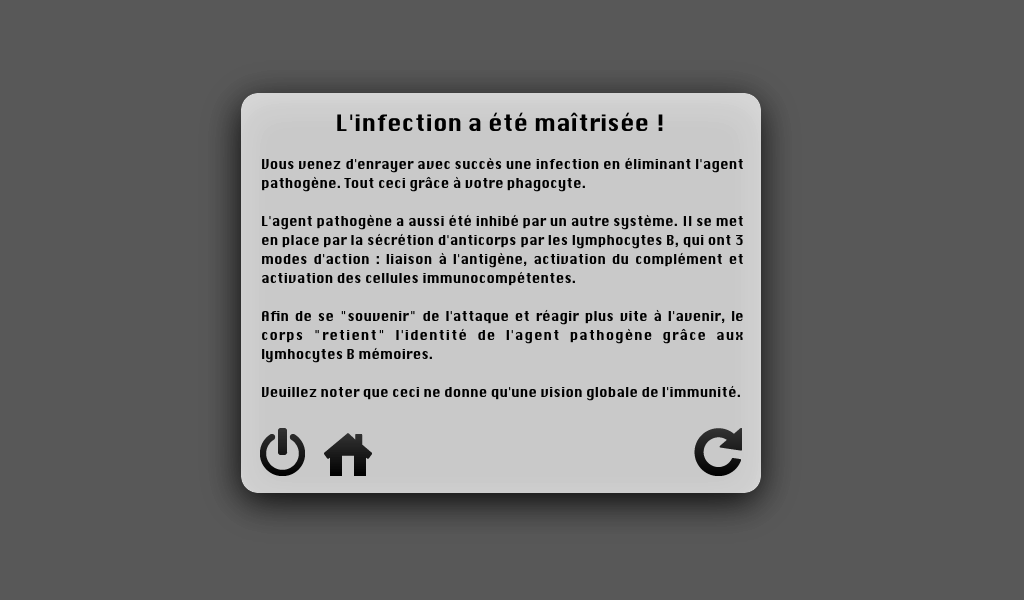 L'infection a été maîtrisée !
Vous venez d'enrayer avec succès une infection en éliminant l'agent
pathogène. Tout ceci grâce à votre phagocyte.
L'agent pathogène a aussi été inhibé par un autre système. Il se met
en place par la sécrétion d'anticorps par les lymphocytes B, qui ont 3
modes d'action : liaison à l'antigène, activation du complément et
activation des cellules immunocompétentes.
Afin de se "souvenir" de l'attaque et réagir plus vite à l'avenir, le
corps "retient" l'identité de l'agent pathogène grâce aux
lymhocytes B mémoires.
Veuillez noter que ceci ne donne qu'une vision globale de l'immunité.